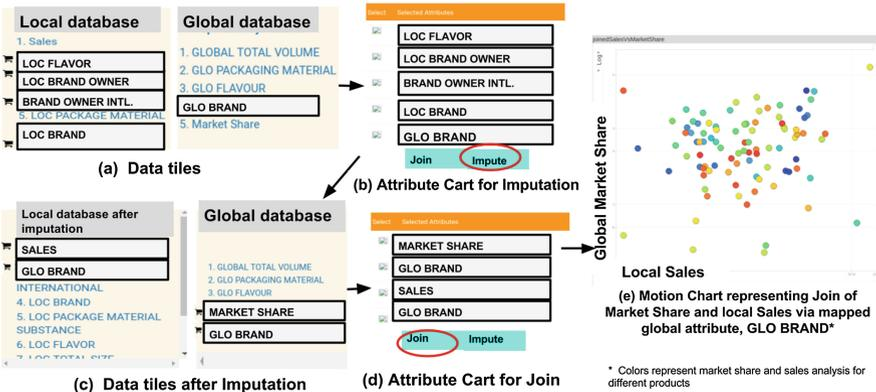 Local database
1. Sales
LOC FLAVOR
LOC BRAND OWNER
BRAND OWNER INTL.
5. LOC PACKAGE MATERIAL
LOC BRAND
Global database
1. GLOBAL TOTAL VOLUME
2. GLO PACKAGING MATERIAL
3. GLO FLAVOUR
GLO BRAND
5. Market Share
(a) Data tiles
Select Selected Attributes
LOC FLAVOR
LOC BRAND OWNER
BRAND OWNER INTL.
LOC BRAND
GLO BRAND
Join Impute
(b) Attribute Cart for Imputation
Local database after
imputation
SALES
GLO BRAND
INTERNATIONAL
4. LOC BRAND
5. LOC PACKAGE MATERIAL
SUBSTANCE
6. LOC FLAVOR
7. LOC TOTAL SIZE
Global database
1. GLOBAL TOTAL VOLUME
2. GLO PACKAGING MATERIAL
3. GLO FLAVOUR
MARKET SHARE
GLO BRAND
(c) Data tiles after Imputation
Select Selected Attributes
MARKET SHARE
GLO BRAND
SALES
GLO BRAND
Join Impute
(d) Attribute Cart for Join
joinedSalesVsMarketShare
Global Market Share
Local Sales
(e) Motion Chart representing Join of
Market Share and local Sales via mapped
global attribute, GLO BRAND*
* Colors represent market share and sales analysis for
different products